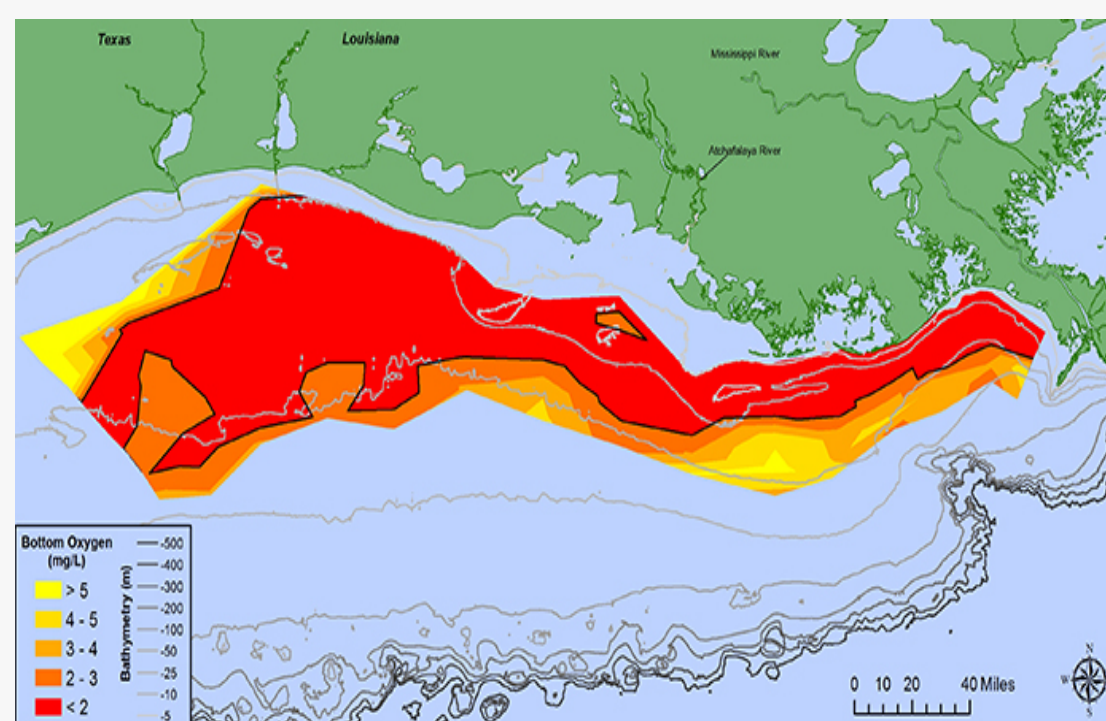 Texas
Louisiana
Mississippi River
Atchafalaya River
Bottom Oxygen
(mg/L)
> 5
4 - 5
3 - 4
2 - 3
< 2
Bathymetry (m)
-500
-400
-300
-200
-100
-50
-25
-10
-5
0 10 20 40 Miles
N
W
S